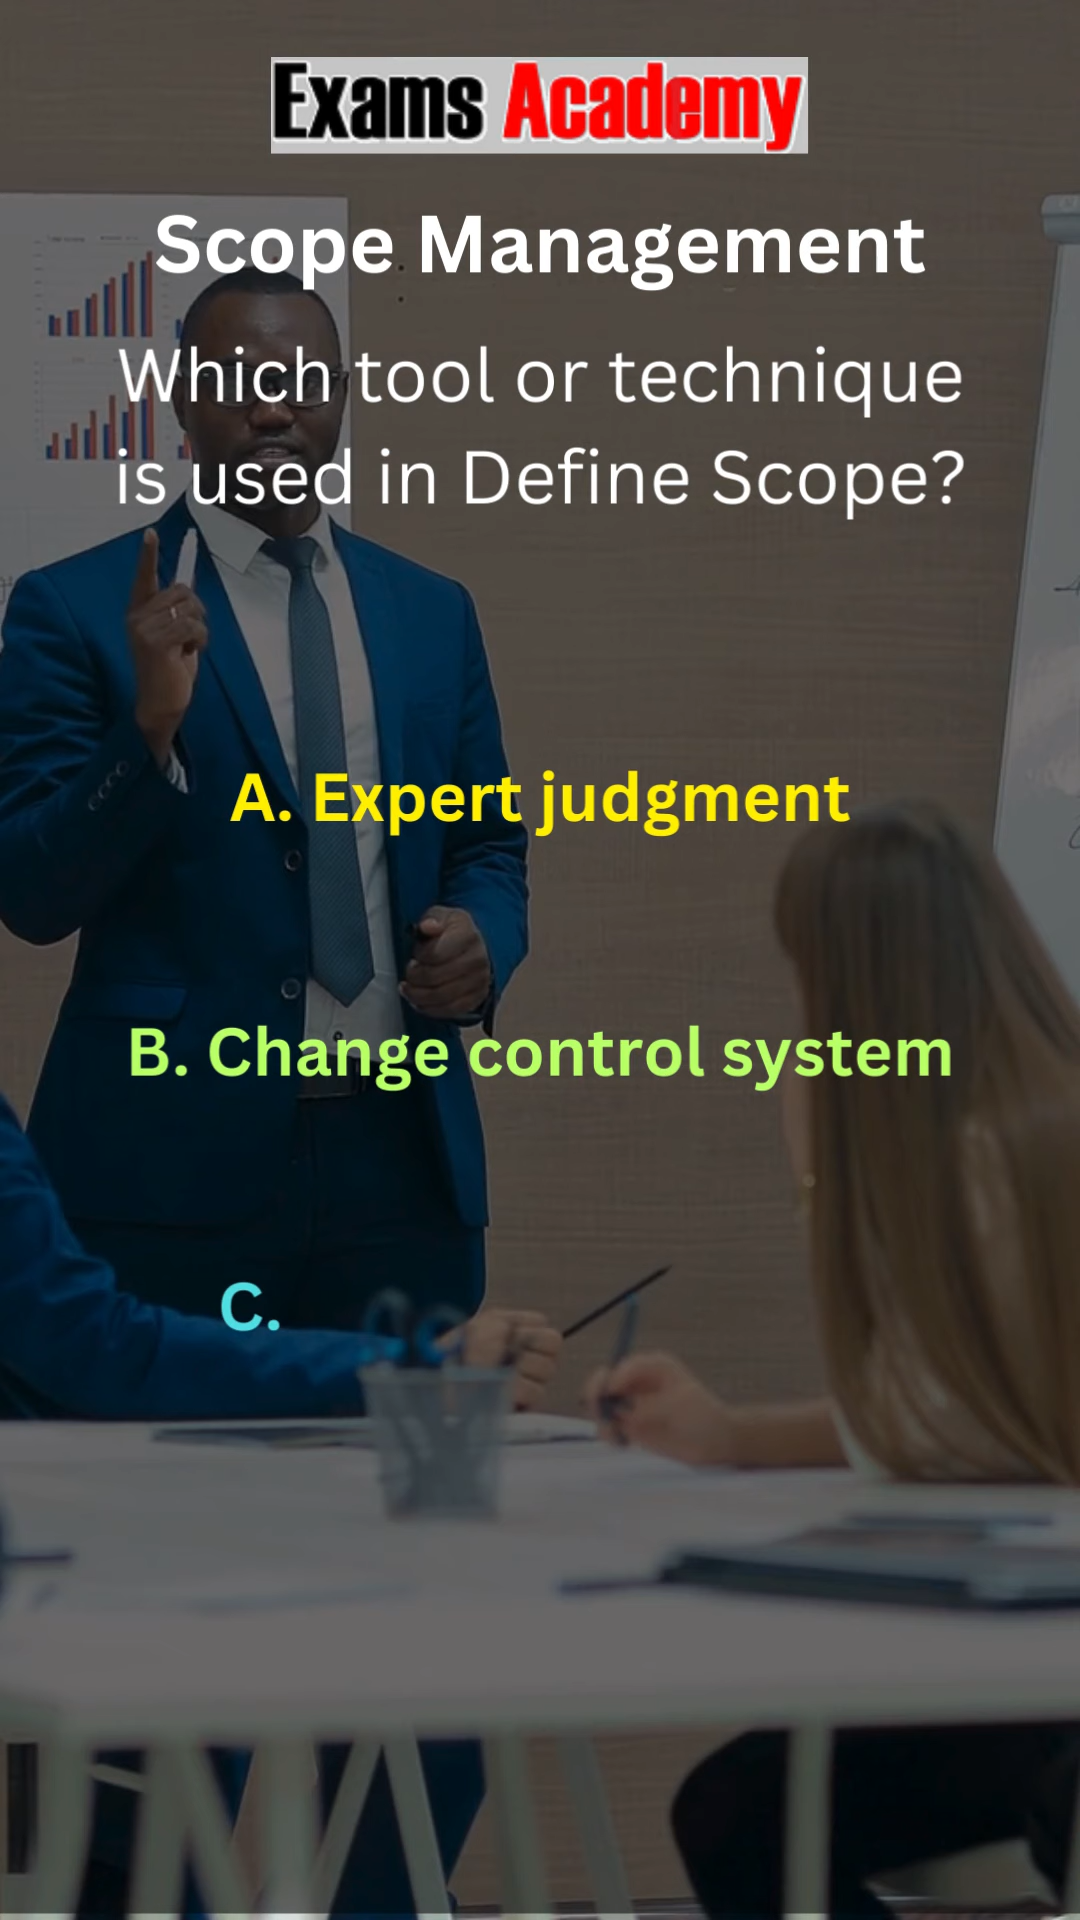 Exams Academy
Scope Management
Which tool or technique
is used in Define Scope?
A. Expert judgment
B. Change control system
C.